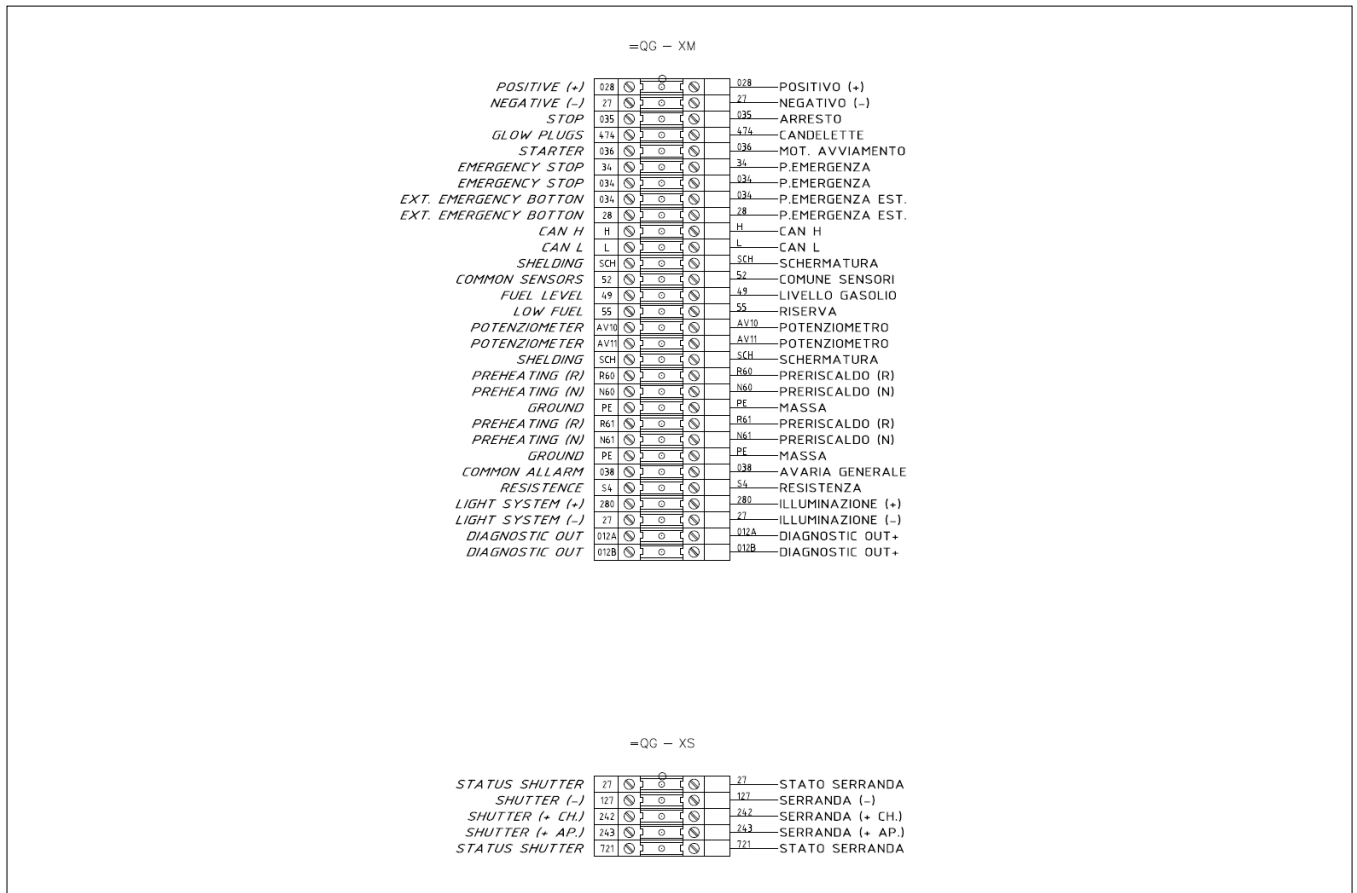 =QG - XM
POSITIVE (+) 028 028 POSITIVO (+)
NEGATIVE (-) 27 27 NEGATIVO (-)
STOP 035 035 ARRESTO
GLOW PLUGS 474 474 CANDELETTE
STARTER 036 036 MOT. AVVIAMENTO
EMERGENCY STOP 34 34 P.EMERGENZA
EMERGENCY STOP 034 034 P.EMERGENZA
EXT. EMERGENCY BOTTON 034 034 P.EMERGENZA EST.
EXT. EMERGENCY BOTTON 28 28 P.EMERGENZA EST.
CAN H H H CAN H
CAN L L L CAN L
SHELDING SCH SCH SCHERMATURA
COMMON SENSORS 52 52 COMUNE SENSORI
FUEL LEVEL 49 49 LIVELLO GASOLIO
LOW FUEL 55 55 RISERVA
POTENZIOMETER AV10 AV10 POTENZIOMETRO
POTENZIOMETER AV11 AV11 POTENZIOMETRO
SHELDING SCH SCH SCHERMATURA
PREHEATING (R) R60 R60 PRERISCALDO (R)
PREHEATING (N) N60 N60 PRERISCALDO (N)
GROUND PE PE MASSA
PREHEATING (R) R61 R61 PRERISCALDO (R)
PREHEATING (N) N61 N61 PRERISCALDO (N)
GROUND PE PE MASSA
COMMON ALLARM 038 038 AVARIA GENERALE
RESISTENCE S4 S4 RESISTENZA
LIGHT SYSTEM (+) 280 280 ILLUMINAZIONE (+)
LIGHT SYSTEM (-) 27 27 ILLUMINAZIONE (-)
DIAGNOSTIC OUT 012A 012A DIAGNOSTIC OUT+
DIAGNOSTIC OUT 012B 012B DIAGNOSTIC OUT+
=QG - XS
STATUS SHUTTER 27 27 STATO SERRANDA
SHUTTER (-) 127 127 SERRANDA (-)
SHUTTER (+ CH.) 242 242 SERRANDA (+ CH.)
SHUTTER (+ AP.) 243 243 SERRANDA (+ AP.)
STATUS SHUTTER 721 721 STATO SERRANDA